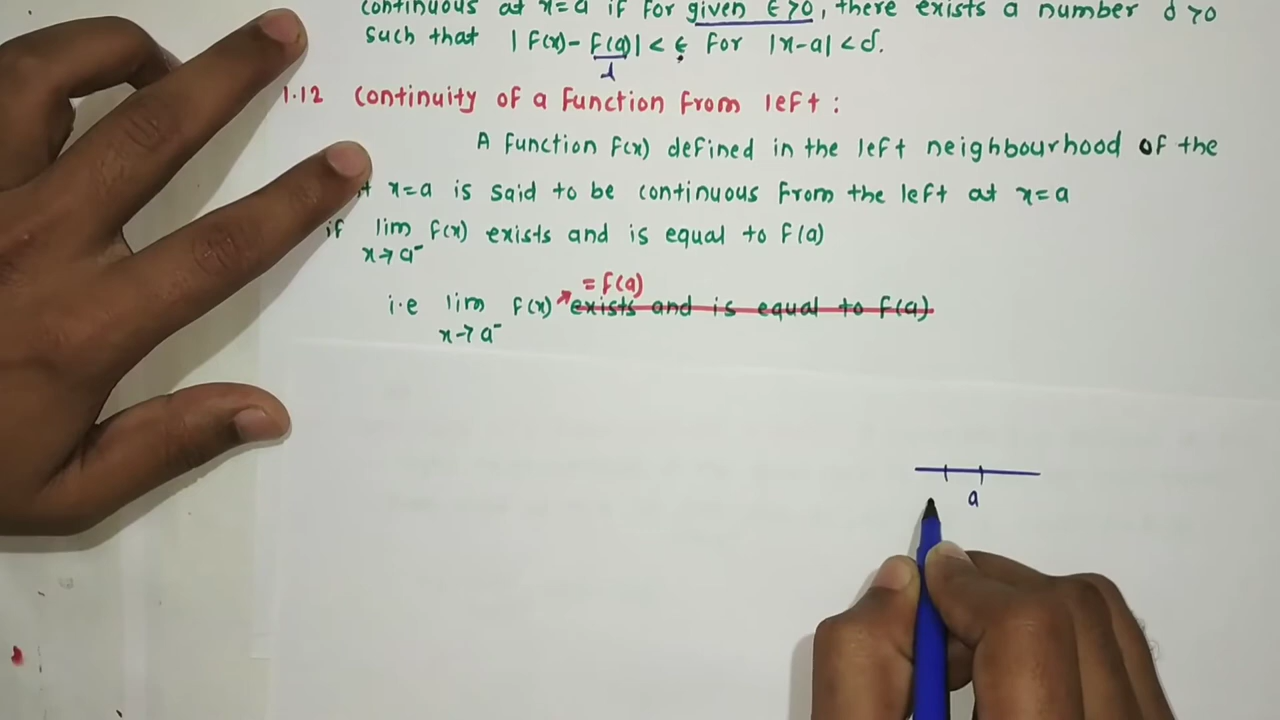 continuous at x=a if for given ε>0, there exists a number δ>0
such that |F(x)-F(a)|<ε for |x-a|<δ.
l
1.12 Continuity of a Function From left:
A Function F(x) defined in the left neighbourhood of the
x=a is said to be continuous from the left at x=a
if lim F(x) exists and is equal to F(a)
x→a⁻
= F(a)
i.e lim F(x) exists and is equal to F(a)
x→a⁻
a